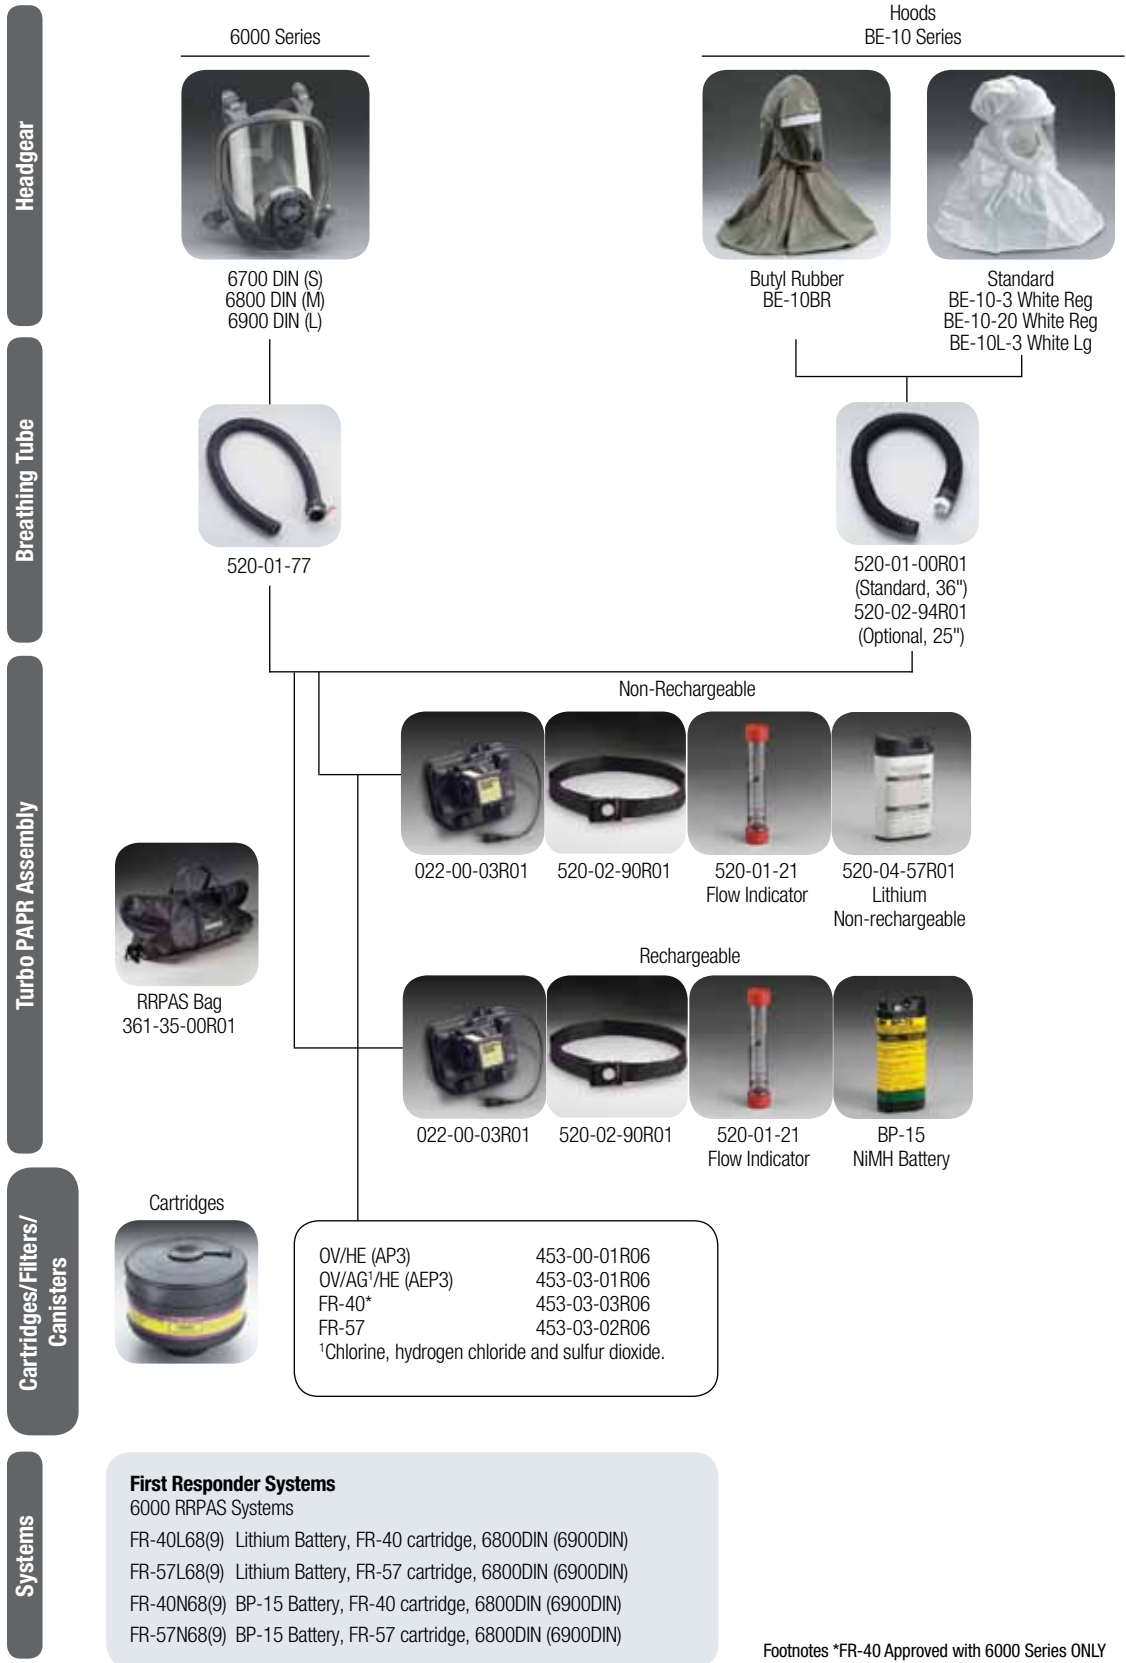 Headgear
6000 Series
Hoods
BE-10 Series
6700 DIN (S)
6800 DIN (M)
6900 DIN (L)
Butyl Rubber
BE-10BR
Standard
BE-10-3 White Reg
BE-10-20 White Reg
BE-10L-3 White Lg
Breathing Tube
520-01-77
520-01-00R01
(Standard, 36")
520-02-94R01
(Optional, 25")
Turbo PAPR Assembly
Non-Rechargeable
022-00-03R01
520-02-90R01
520-01-21
Flow Indicator
520-04-57R01
Lithium
Non-rechargeable
RRPAS Bag
361-35-00R01
Rechargeable
022-00-03R01
520-02-90R01
520-01-21
Flow Indicator
BP-15
NiMH Battery
Cartridges/Filters/
Canisters
Cartridges
OV/HE (AP3) 453-00-01R06
OV/AG¹/HE (AEP3) 453-03-01R06
FR-40* 453-03-03R06
FR-57 453-03-02R06
¹Chlorine, hydrogen chloride and sulfur dioxide.
Systems
First Responder Systems
6000 RRPAS Systems
FR-40L68(9) Lithium Battery, FR-40 cartridge, 6800DIN (6900DIN)
FR-57L68(9) Lithium Battery, FR-57 cartridge, 6800DIN (6900DIN)
FR-40N68(9) BP-15 Battery, FR-40 cartridge, 6800DIN (6900DIN)
FR-57N68(9) BP-15 Battery, FR-57 cartridge, 6800DIN (6900DIN)
Footnotes *FR-40 Approved with 6000 Series ONLY